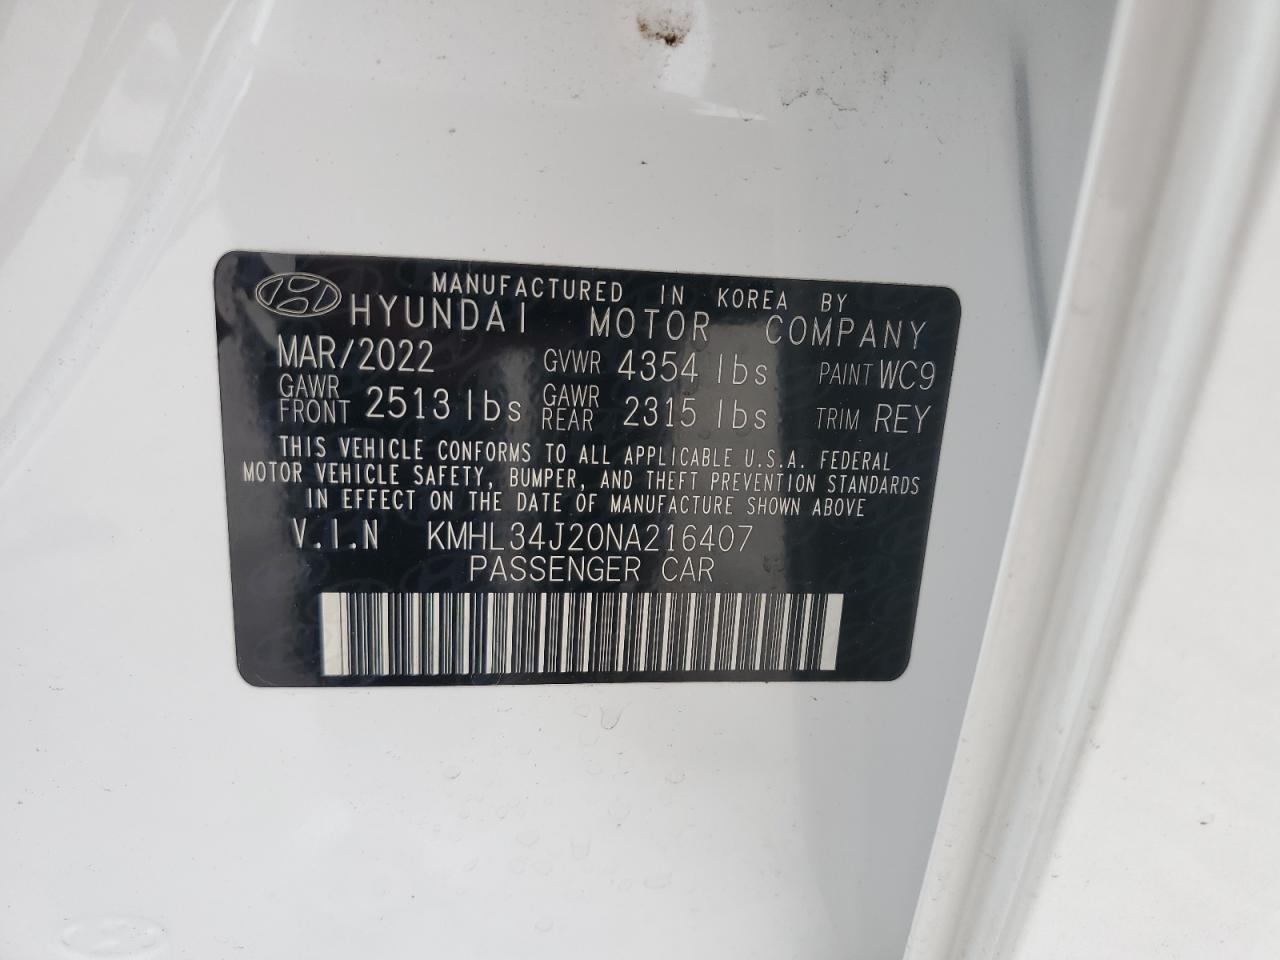 MANUFACTURED IN KOREA BY
HYUNDAI MOTOR COMPANY
MAR/2022 GVWR 4354 lbs PAINT WC9
GAWR FRONT 2513 lbs GAWR REAR 2315 lbs TRIM REY
THIS VEHICLE CONFORMS TO ALL APPLICABLE U.S.A. FEDERAL
MOTOR VEHICLE SAFETY, BUMPER, AND THEFT PREVENTION STANDARDS
IN EFFECT ON THE DATE OF MANUFACTURE SHOWN ABOVE
V.I.N KMHL34J20NA216407
PASSENGER CAR